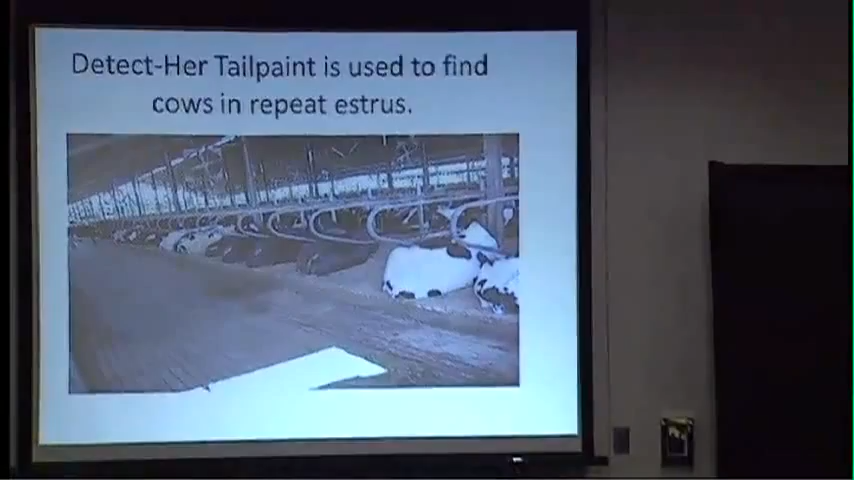 Detect-Her Tailpaint is used to find
cows in repeat estrus.